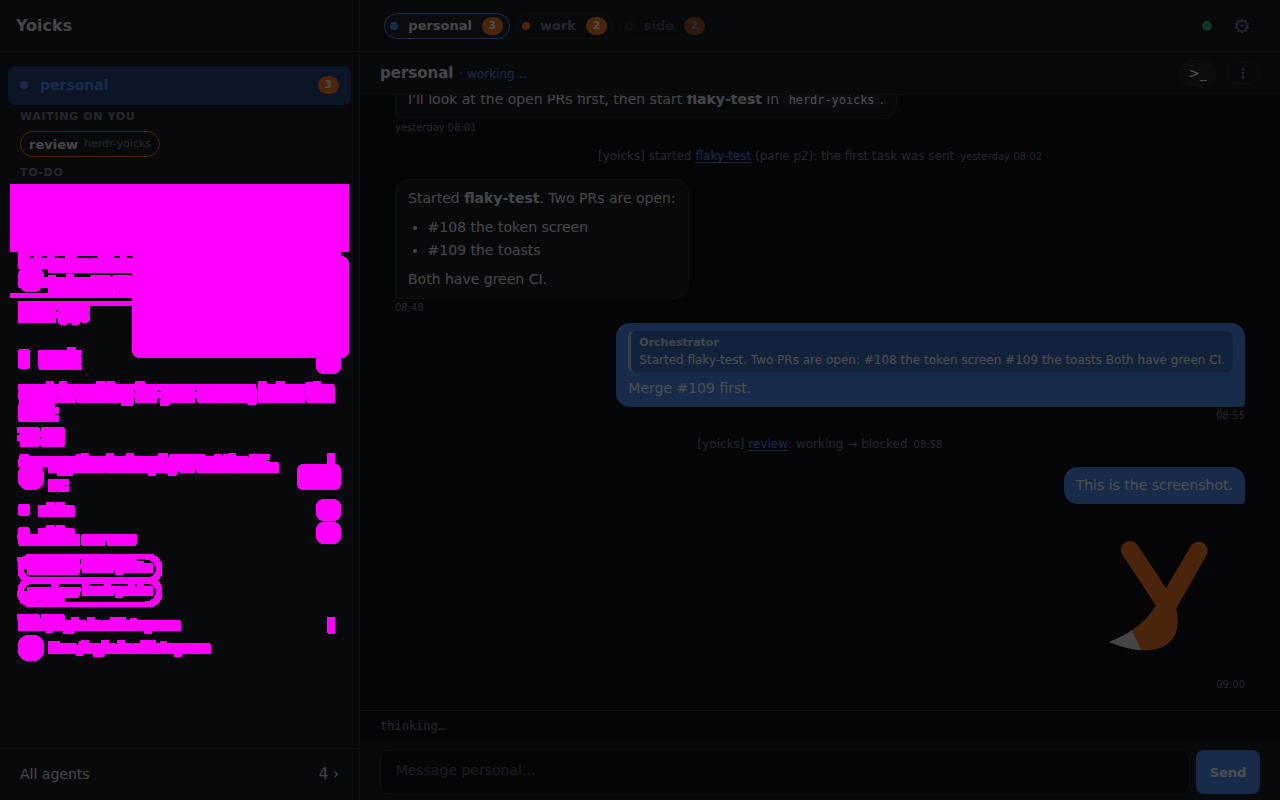 Yoicks
personal 3
work 2
side 2
personal 3
WAITING ON YOU
review herdr-yoicks
TO-DO
All agents 4 ›
personal · working…
>_
I'll look at the open PRs first, then start flaky-test in herdr-yoicks .
yesterday 08:01
[yoicks] started flaky-test (pane p2): the first task was sent yesterday 08:02
Started flaky-test. Two PRs are open:
• #108 the token screen
• #109 the toasts
Both have green CI.
08:48
Orchestrator
Started flaky-test. Two PRs are open: #108 the token screen #109 the toasts Both have green CI.
Merge #109 first.
08:55
[yoicks] review: working → blocked 08:58
This is the screenshot.
09:00
thinking…
Message personal…
Send